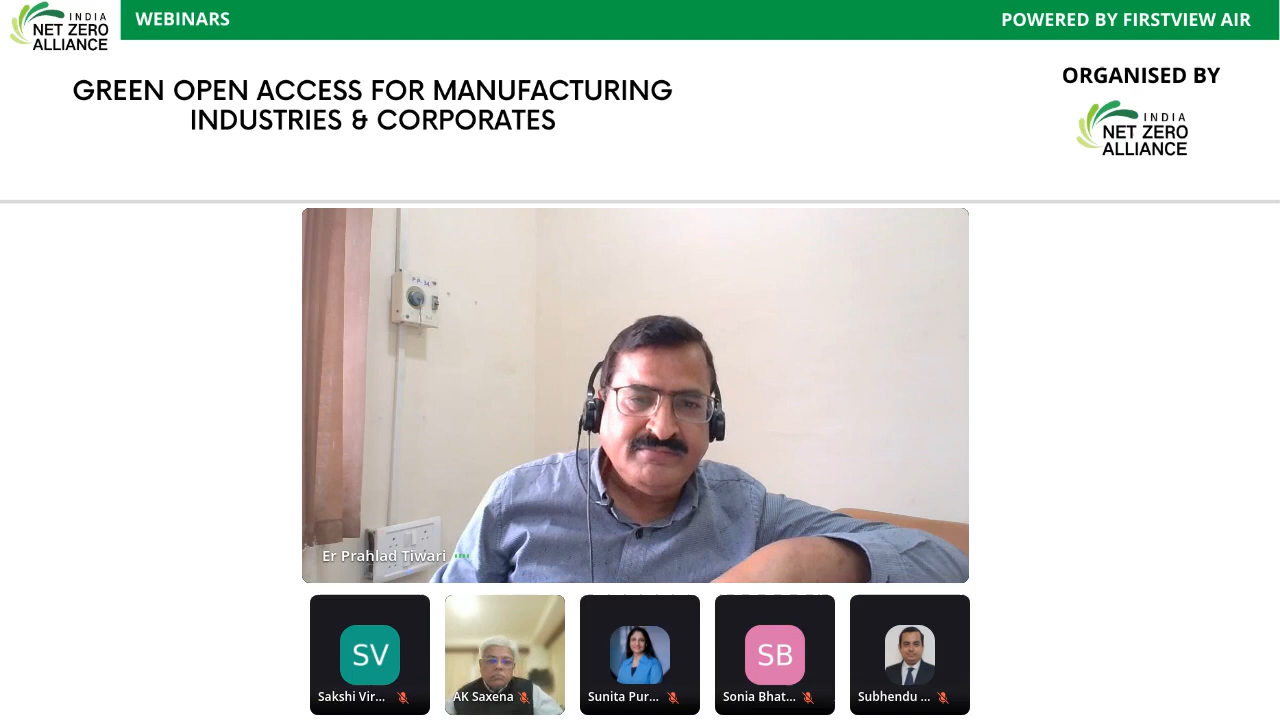 INDIA
NET ZERO
ALLIANCE
WEBINARS
POWERED BY FIRSTVIEW AIR
GREEN OPEN ACCESS FOR MANUFACTURING
INDUSTRIES & CORPORATES
ORGANISED BY
INDIA
NET ZERO
ALLIANCE
Er Prahlad Tiwari
SV
Sakshi Vir...
AK Saxena
Sunita Pur...
SB
Sonia Bhat...
Subhendu ...